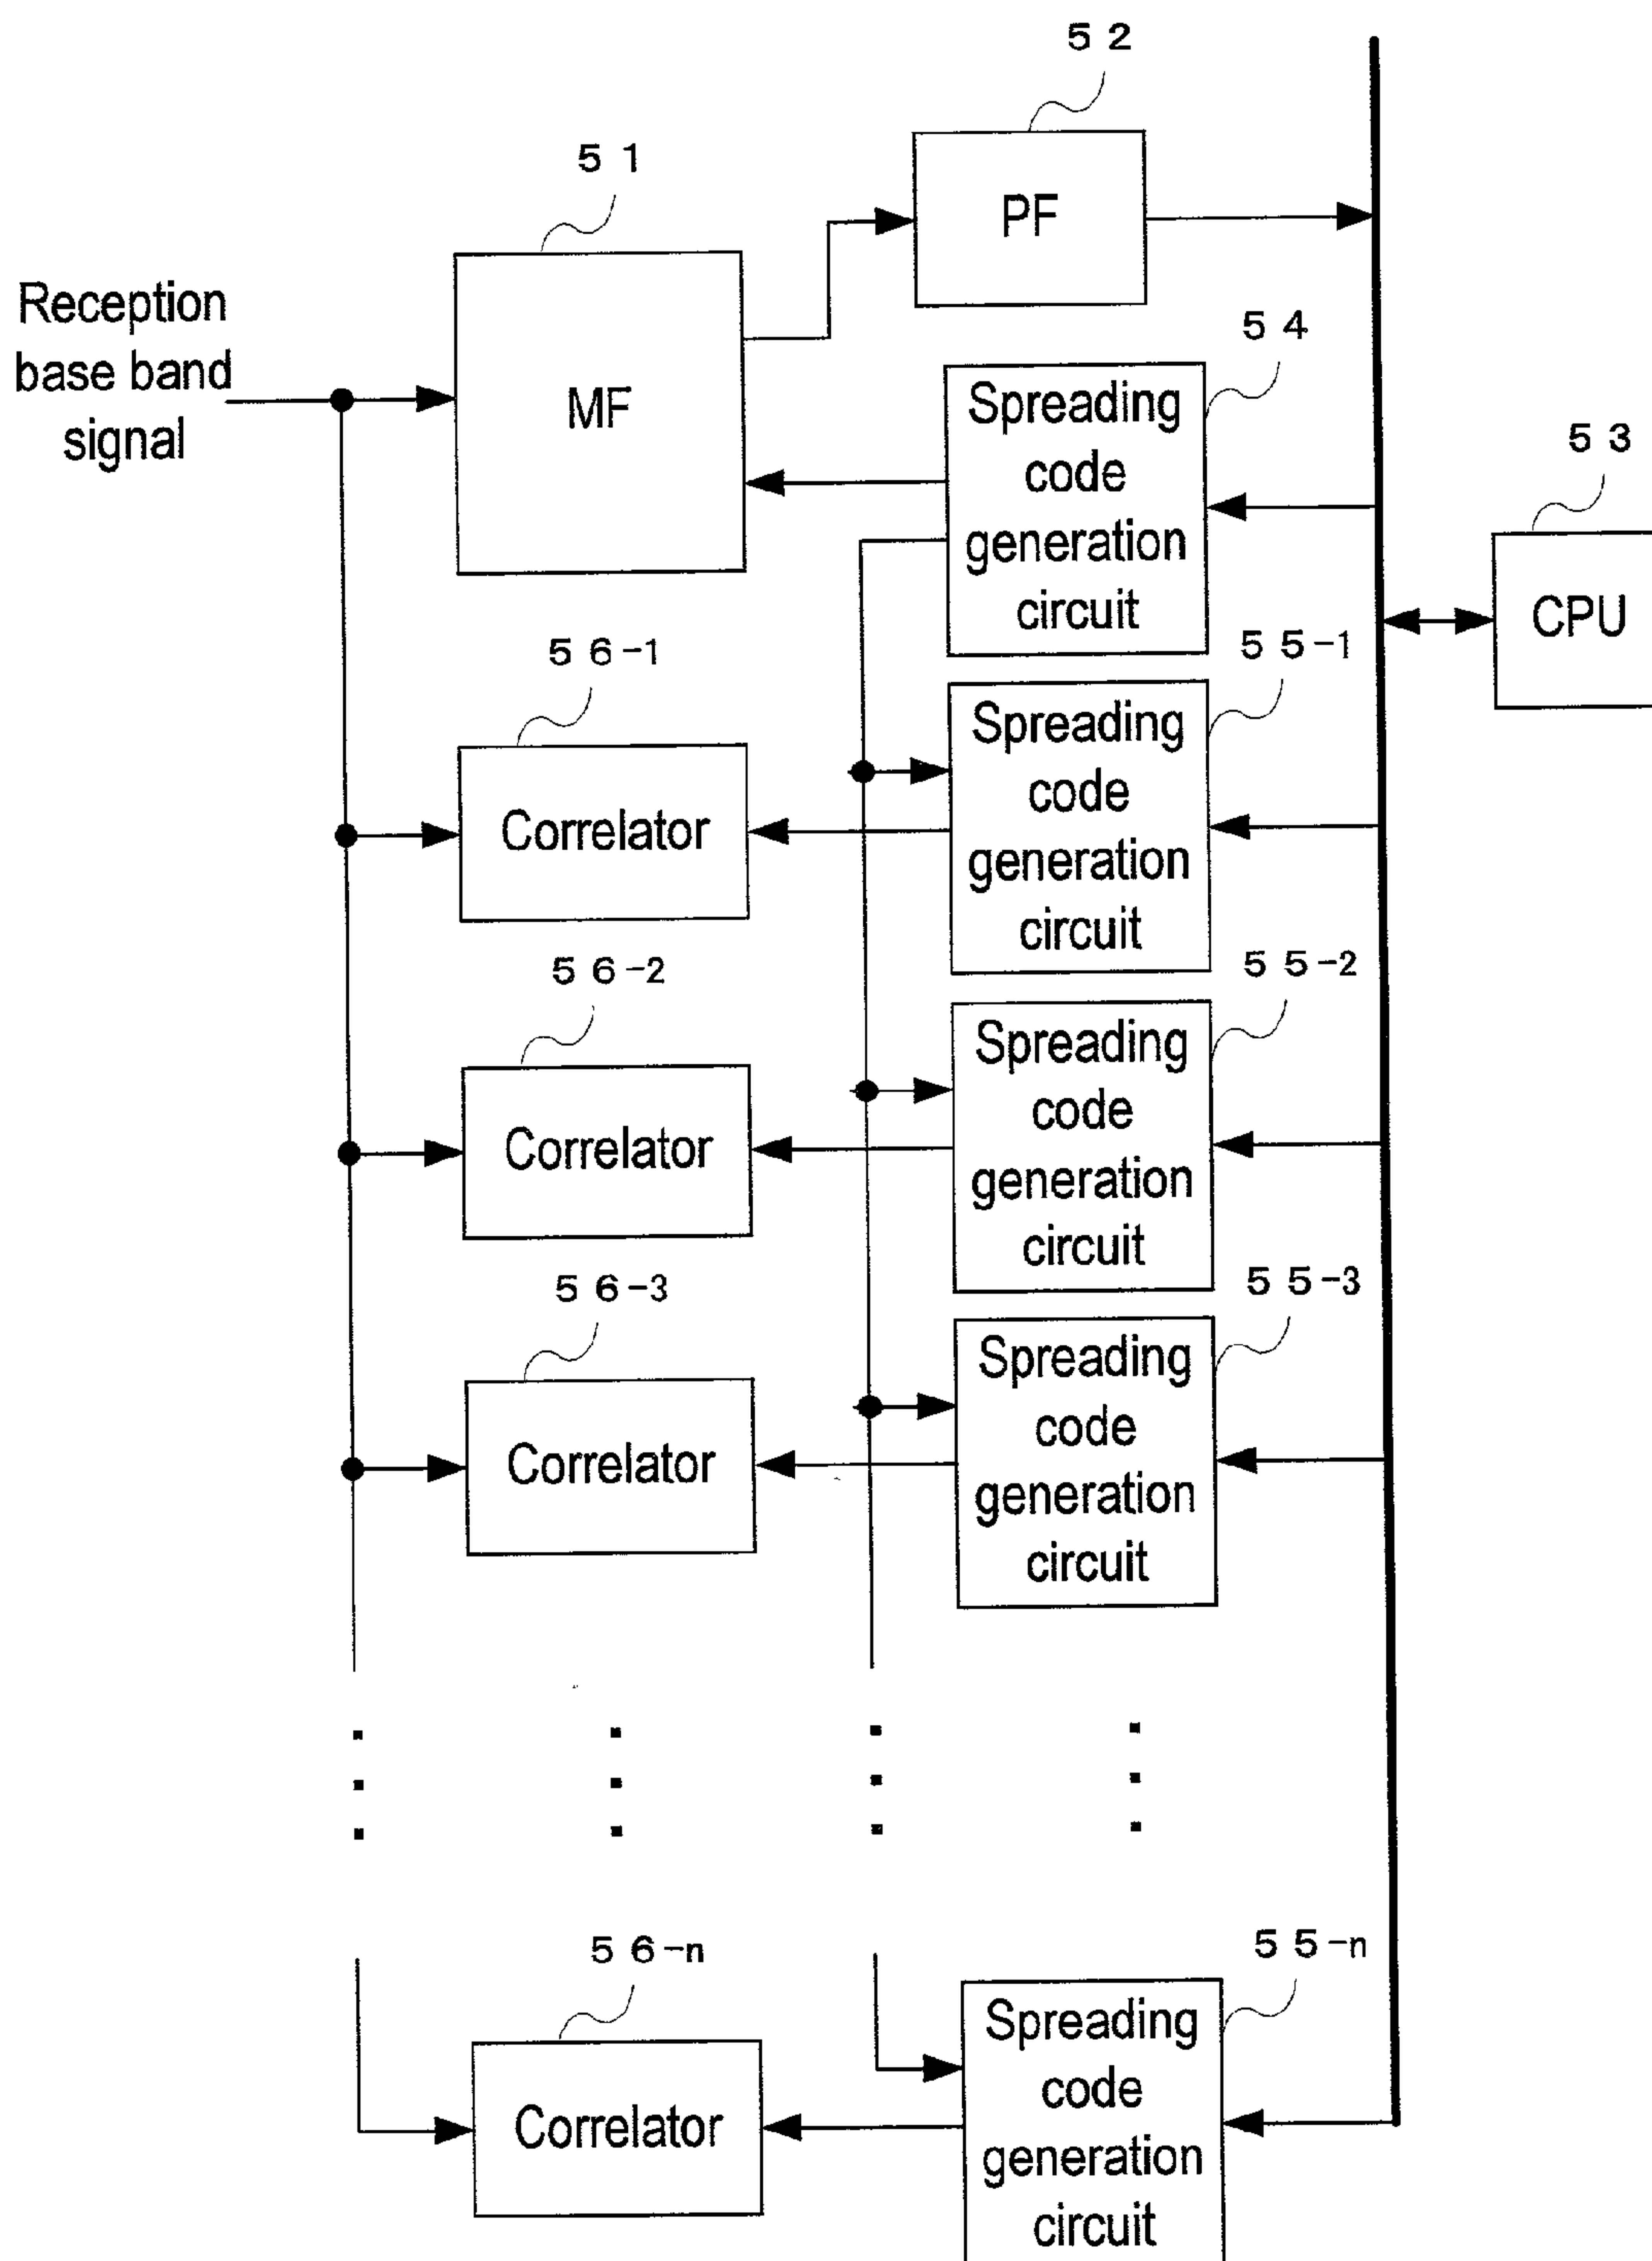 52
51
PF
Reception
base band
signal
MF
54
Spreading
code
generation
circuit
53
CPU
56-1
55-1
Correlator
Spreading
code
generation
circuit
56-2
55-2
Correlator
Spreading
code
generation
circuit
56-3
55-3
Correlator
Spreading
code
generation
circuit
56-n
55-n
Correlator
Spreading
code
generation
circuit